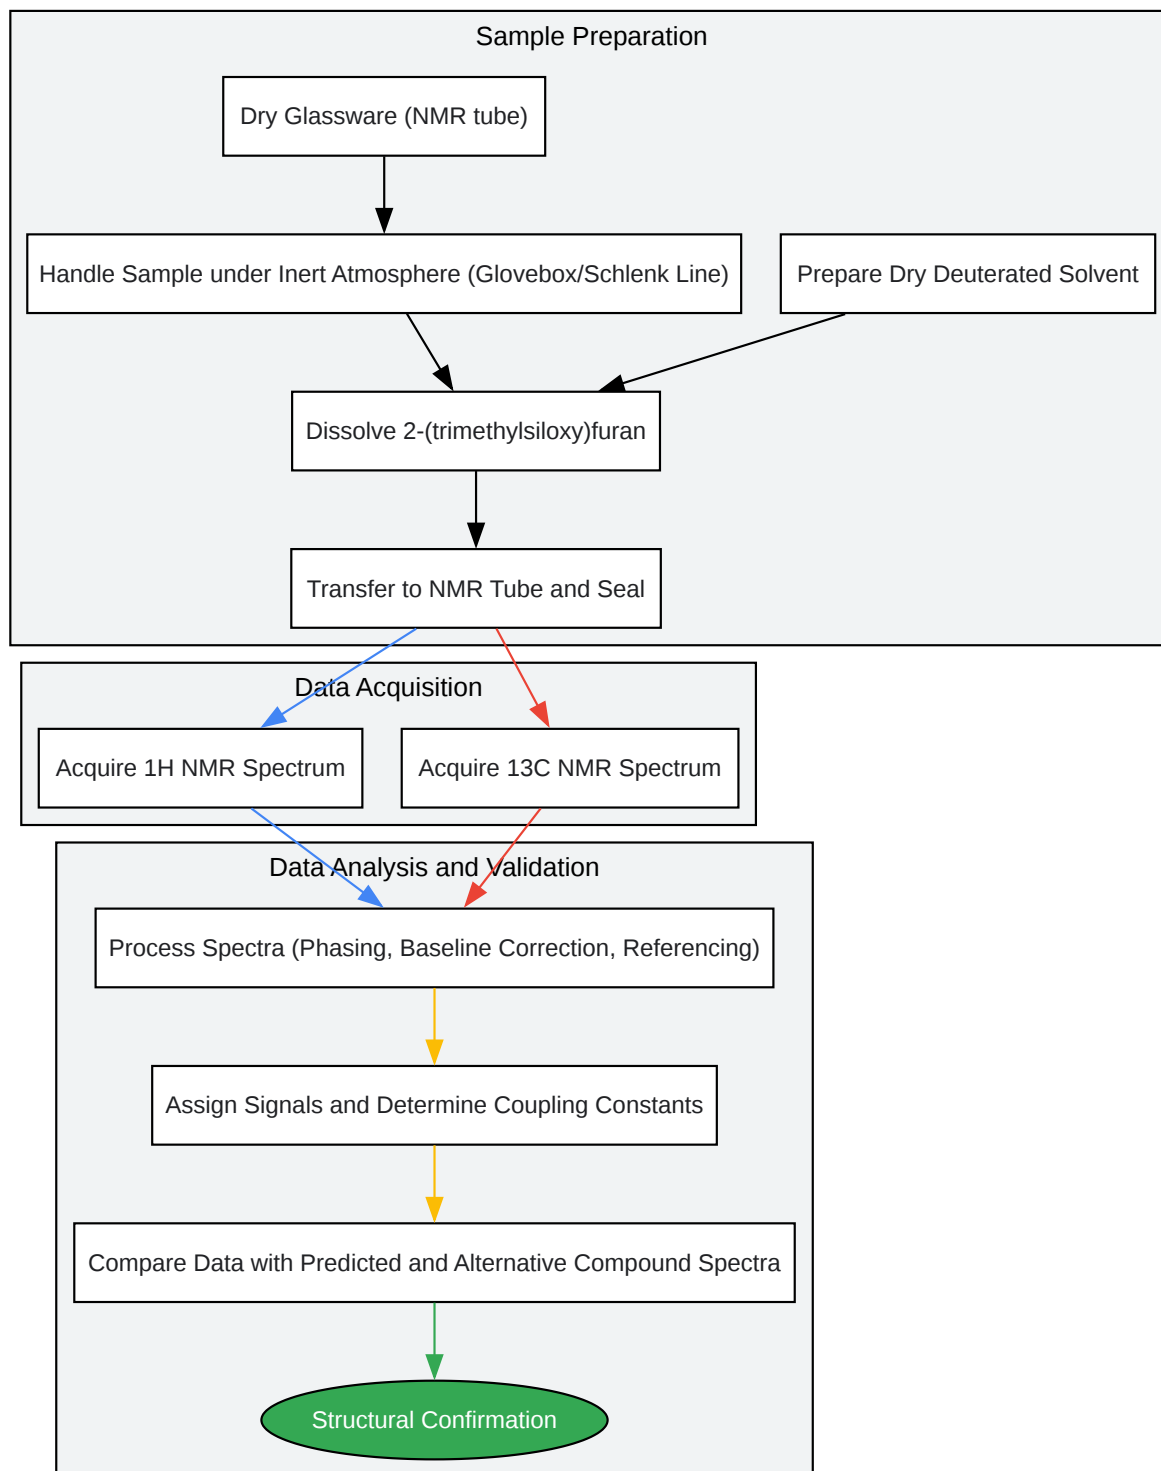 Sample Preparation
Dry Glassware (NMR tube)
Handle Sample under Inert Atmosphere (Glovebox/Schlenk Line)
Prepare Dry Deuterated Solvent
Dissolve 2-(trimethylsiloxy)furan
Transfer to NMR Tube and Seal
Data Acquisition
Acquire 1H NMR Spectrum
Acquire 13C NMR Spectrum
Data Analysis and Validation
Process Spectra (Phasing, Baseline Correction, Referencing)
Assign Signals and Determine Coupling Constants
Compare Data with Predicted and Alternative Compound Spectra
Structural Confirmation